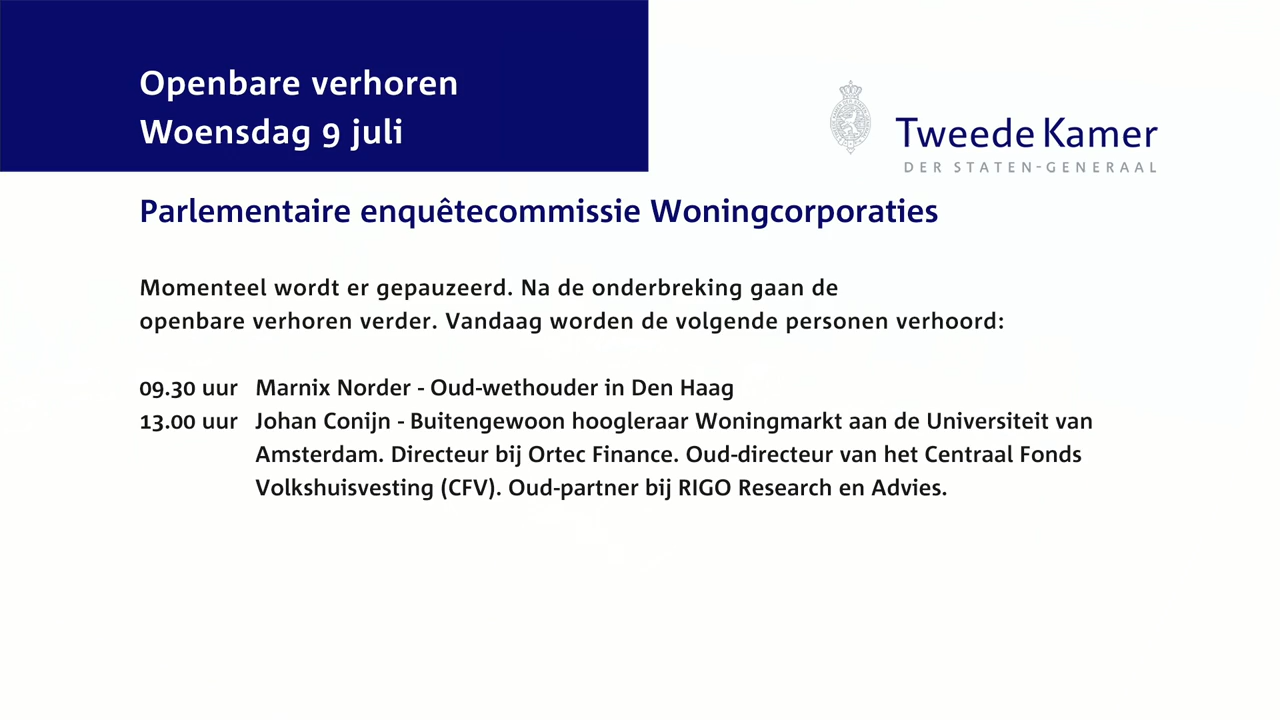 Openbare verhoren
Woensdag 9 juli
Tweede Kamer
DER STATEN-GENERAAL
Parlementaire enquêtecommissie Woningcorporaties
Momenteel wordt er gepauzeerd. Na de onderbreking gaan de
openbare verhoren verder. Vandaag worden de volgende personen verhoord:
09.30 uur Marnix Norder - Oud-wethouder in Den Haag
13.00 uur Johan Conijn - Buitengewoon hoogleraar Woningmarkt aan de Universiteit van
Amsterdam. Directeur bij Ortec Finance. Oud-directeur van het Centraal Fonds
Volkshuisvesting (CFV). Oud-partner bij RIGO Research en Advies.